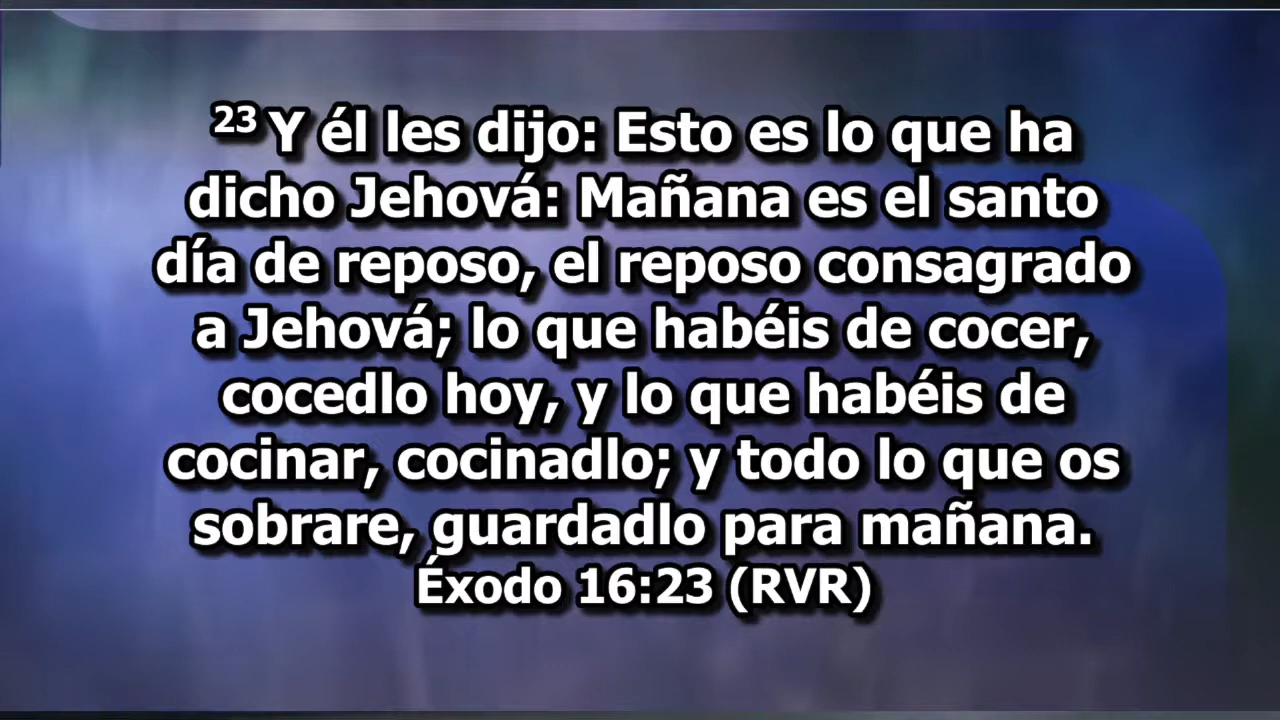 23 Y él les dijo: Esto es lo que ha
dicho Jehová: Mañana es el santo
día de reposo, el reposo consagrado
a Jehová; lo que habéis de cocer,
cocedlo hoy, y lo que habéis de
cocinar, cocinadlo; y todo lo que os
sobrare, guardadlo para mañana.
Éxodo 16:23 (RVR)